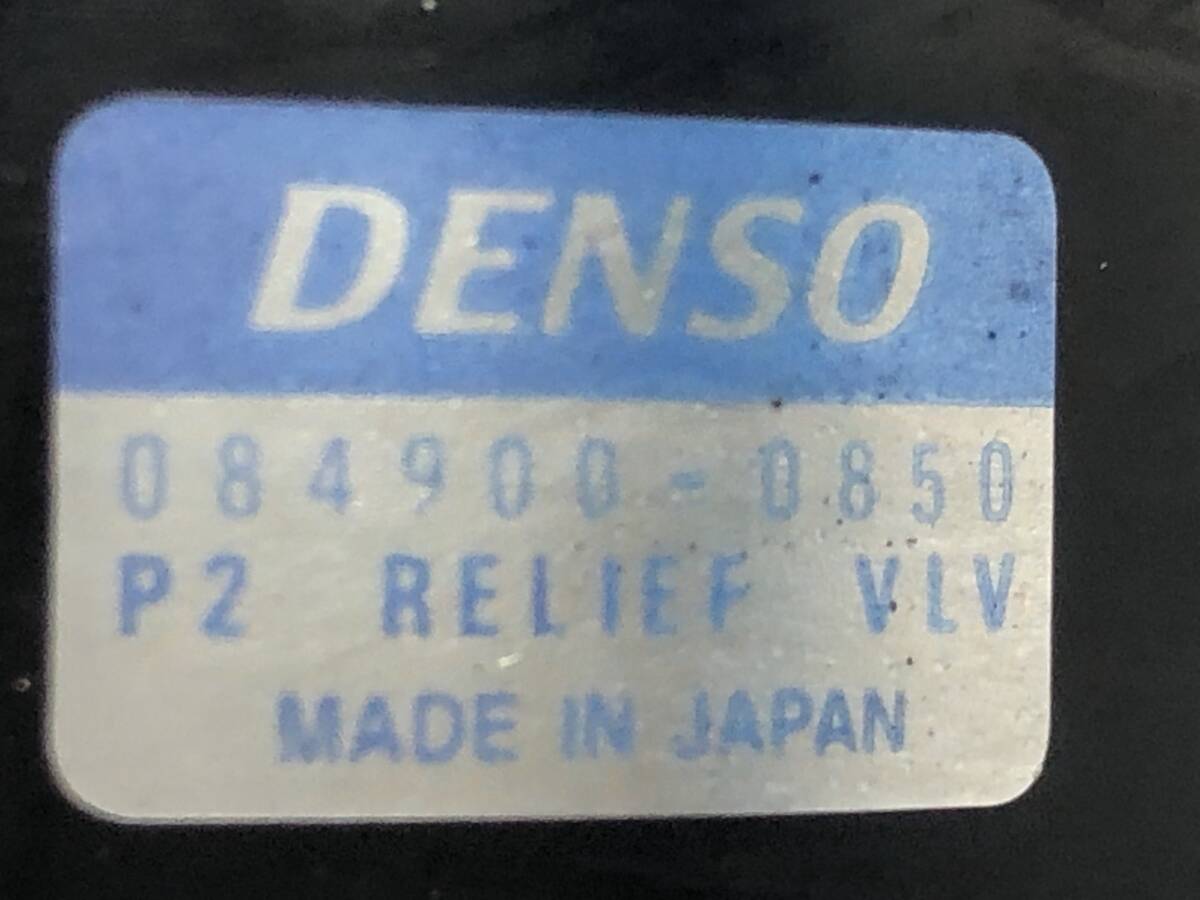 DENSO
084900-0850
P2 RELIEF VLV
MADE IN JAPAN